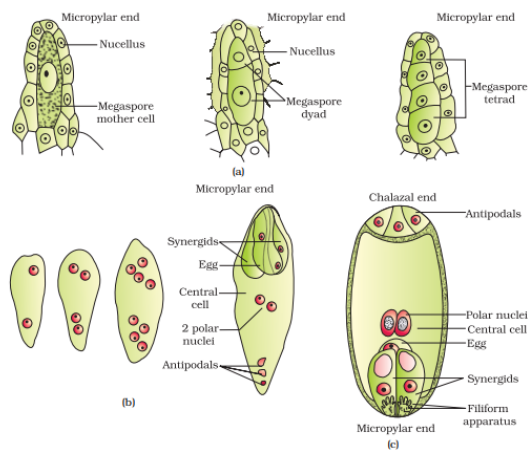 Micropylar end
Nucellus
Megaspore
mother cell
Micropylar end
Nucellus
Megaspore
dyad
Micropylar end
Megaspore
tetrad
(a)
Micropylar end
Synergids
Egg
Central
cell
2 polar
nuclei
Antipodals
(b)
Chalazal end
Antipodals
Polar nuclei
Central cell
Egg
Synergids
Filiform
apparatus
Micropylar end
(c)